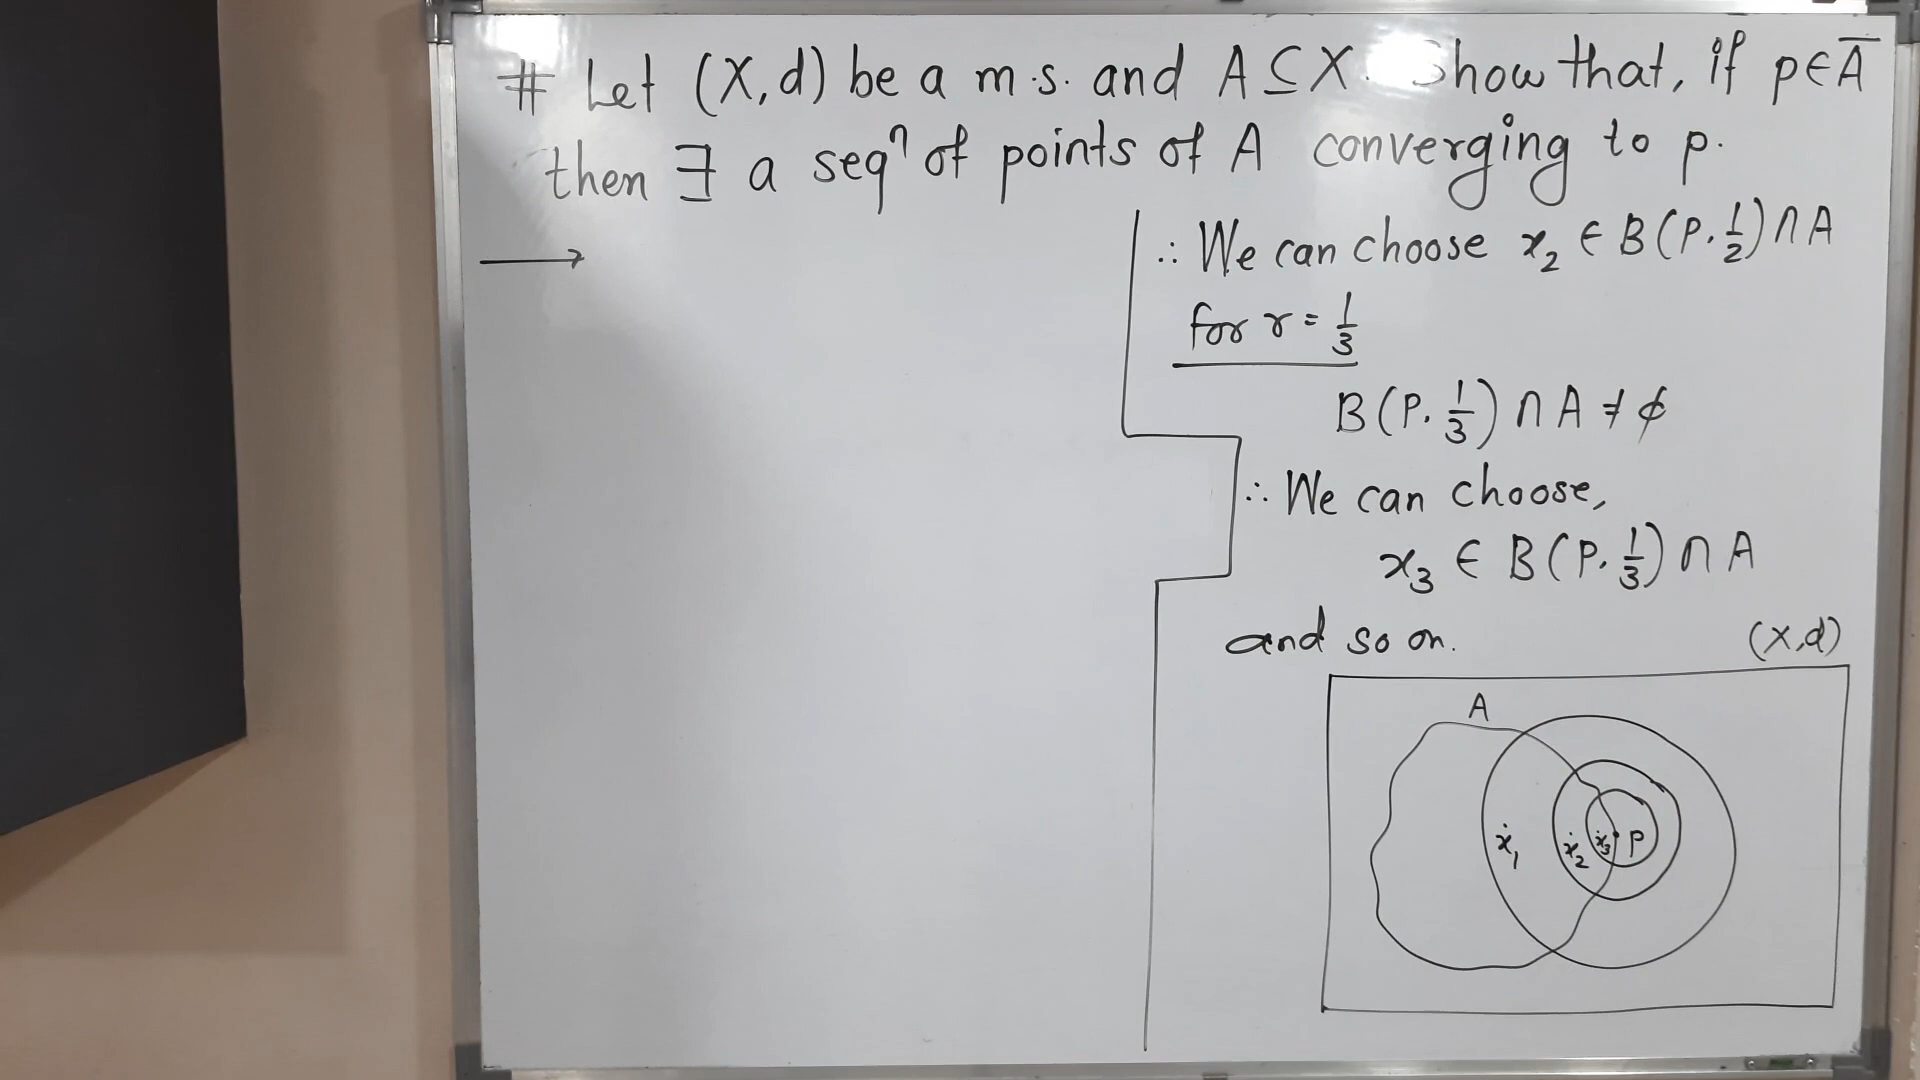 # Let (X,d) be a m.s. and A ⊆ X. Show that, if p∈A̅
then ∃ a seqⁿ of points of A converging to p.
∴ We can choose x₂ ∈ B(P, 1/2) ∩ A
for r = 1/3
B(P, 1/3) ∩ A ≠ ϕ
∴ We can choose,
x₃ ∈ B(P, 1/3) ∩ A
and so on.
(X,d)
A
x₁ x₂ x₃ P